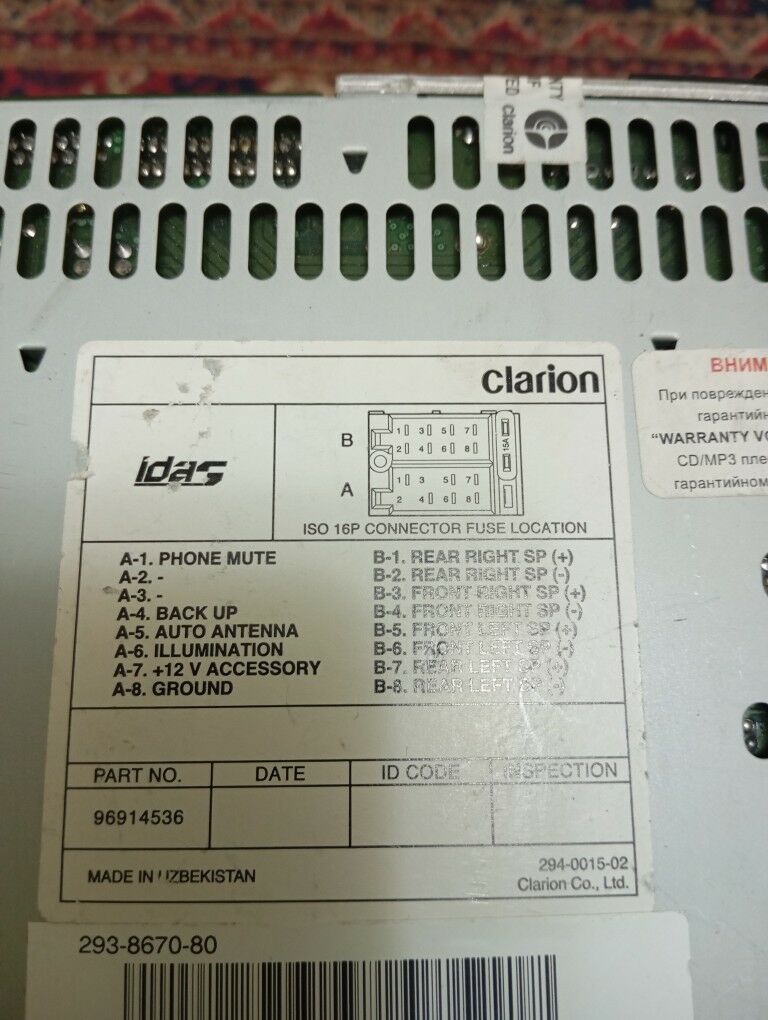 clarion
ВНИМ
При поврежден
гарантийн
"WARRANTY VO
CD/MP3 пле
гарантийном
clarion
idas
B
1 3 5 7
2 4 6 8
15A
A
1 3 5 7
2 4 6 8
ISO 16P CONNECTOR FUSE LOCATION
A-1. PHONE MUTE
A-2. -
A-3. -
A-4. BACK UP
A-5. AUTO ANTENNA
A-6. ILLUMINATION
A-7. +12 V ACCESSORY
A-8. GROUND
B-1. REAR RIGHT SP (+)
B-2. REAR RIGHT SP (-)
B-3. FRONT RIGHT SP (+)
B-4. FRONT RIGHT SP (-)
B-5. FRONT LEFT SP (+)
B-6. FRONT LEFT SP (-)
B-7. REAR LEFT SP (+)
B-8. REAR LEFT SP (-)
PART NO. DATE ID CODE INSPECTION
96914536
MADE IN UZBEKISTAN
294-0015-02
Clarion Co., Ltd.
293-8670-80